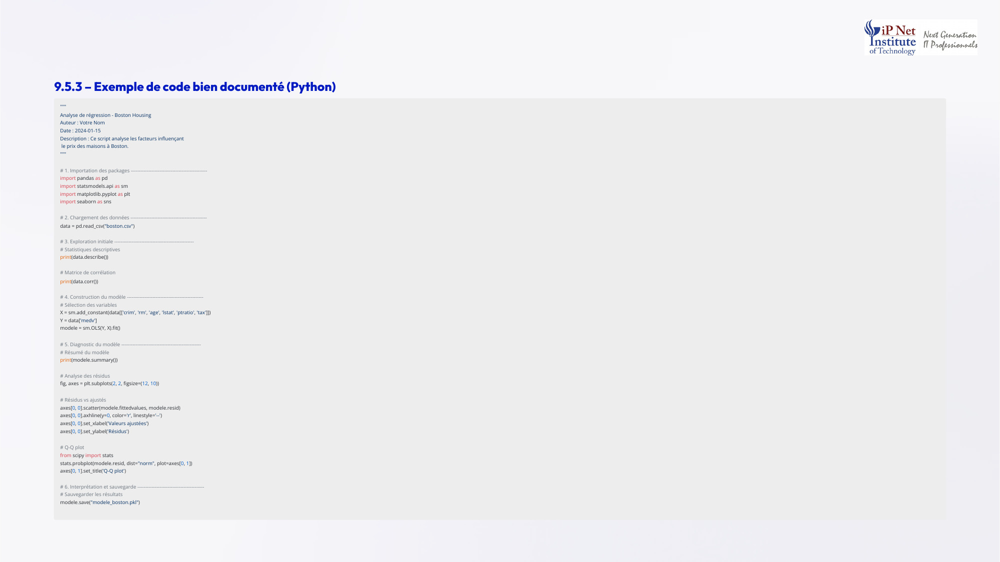 iP Net
Institute
of Technology
Next Generation
IT Professionnels
9.5.3 – Exemple de code bien documenté (Python)
"""
Analyse de régression - Boston Housing
Auteur : Votre Nom
Date : 2024-01-15
Description : Ce script analyse les facteurs influençant
le prix des maisons à Boston.
"""
# 1. Importation des packages ------------------------------------------------
import pandas as pd
import statsmodels.api as sm
import matplotlib.pyplot as plt
import seaborn as sns
# 2. Chargement des données ------------------------------------------------
data = pd.read_csv("boston.csv")
# 3. Exploration initiale --------------------------------------------------
# Statistiques descriptives
print(data.describe())
# Matrice de corrélation
print(data.corr())
# 4. Construction du modèle ------------------------------------------------
# Sélection des variables
X = sm.add_constant(data[['crim', 'rm', 'age', 'lstat', 'ptratio', 'tax']])
Y = data['medv']
modele = sm.OLS(Y, X).fit()
# 5. Diagnostic du modèle --------------------------------------------------
# Résumé du modèle
print(modele.summary())
# Analyse des résidus
fig, axes = plt.subplots(2, 2, figsize=(12, 10))
# Résidus vs ajustés
axes[0, 0].scatter(modele.fittedvalues, modele.resid)
axes[0, 0].axhline(y=0, color='r', linestyle='--')
axes[0, 0].set_xlabel('Valeurs ajustées')
axes[0, 0].set_ylabel('Résidus')
# Q-Q plot
from scipy import stats
stats.probplot(modele.resid, dist="norm", plot=axes[0, 1])
axes[0, 1].set_title('Q-Q plot')
# 6. Interprétation et sauvegarde ------------------------------------------
# Sauvegarder les résultats
modele.save("modele_boston.pkl")